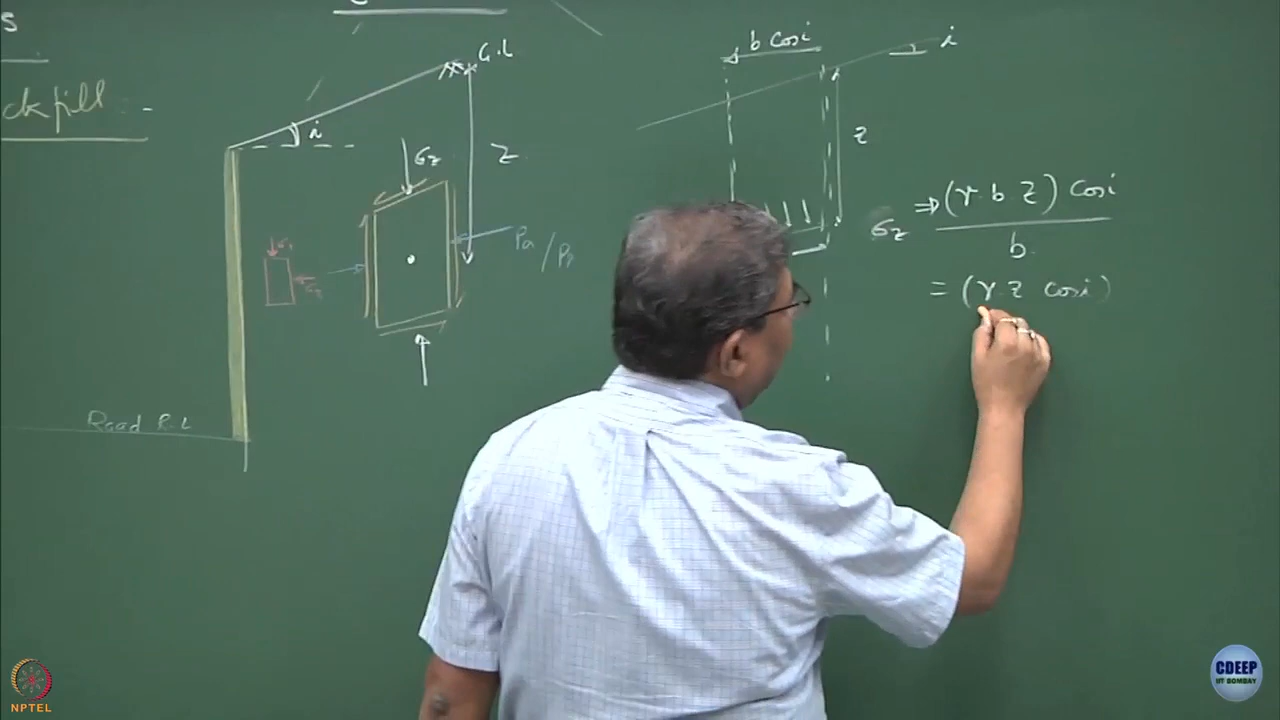 s
ckfill :-
G.L
i
σz
z
Pa/Pp
Road R.L
b cosi
i
z
σz ⇒ (γ.b z) cosi
b.
= (γ.z cosi)
NPTEL
CDEEP
IIT BOMBAY